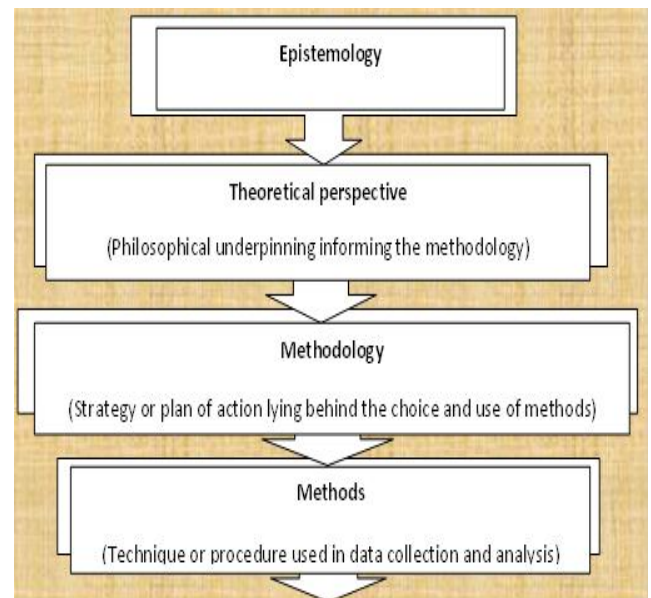 Epistemology
Theoretical perspective
(Philosophical underpinning informing the methodology)
Methodology
(Strategy or plan of action lying behind the choice and use of methods)
Methods
(Technique or procedure used in data collection and analysis)